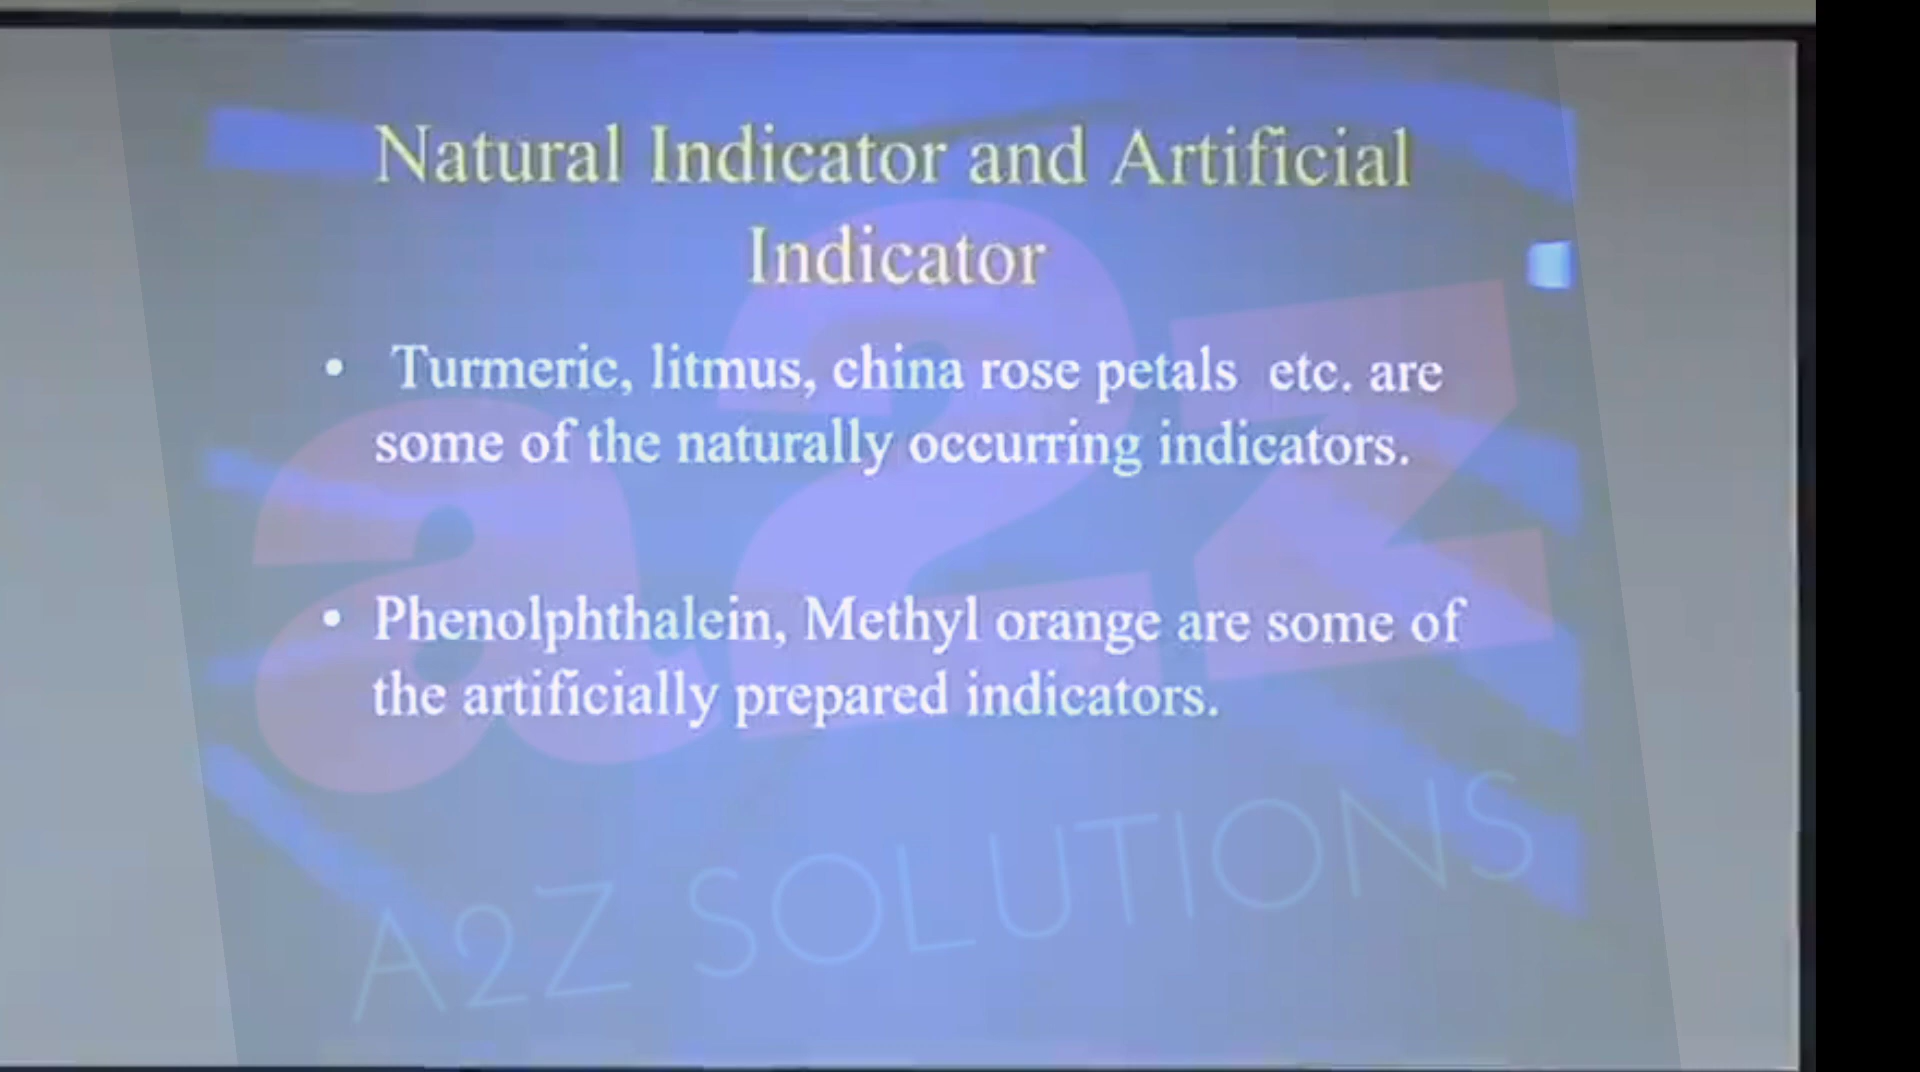 Natural Indicator and Artificial
Indicator
• Turmeric, litmus, china rose petals etc. are
some of the naturally occurring indicators.
• Phenolphthalein, Methyl orange are some of
the artificially prepared indicators.
a2z
A2Z SOLUTIONS